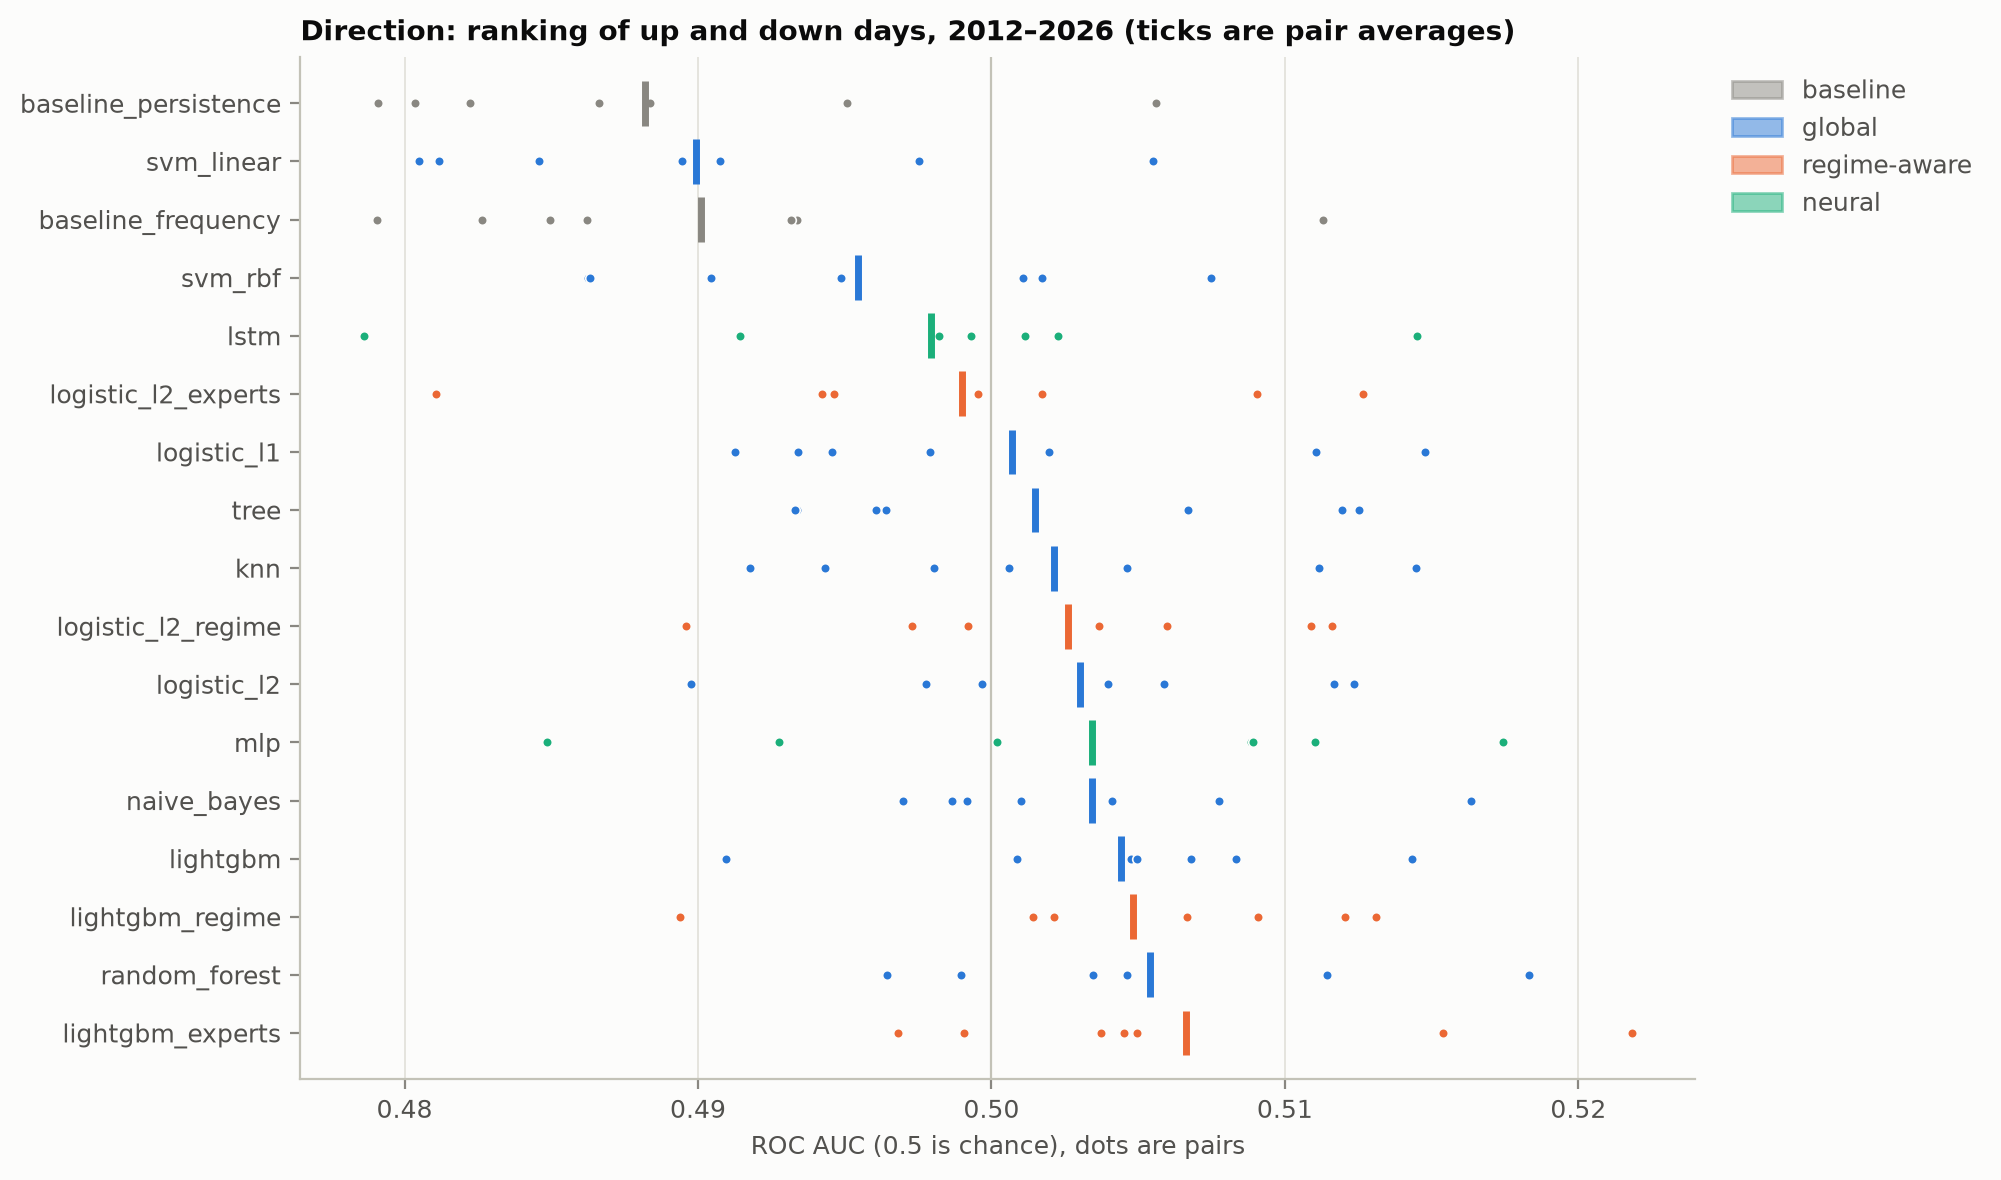 Direction: ranking of up and down days, 2012–2026 (ticks are pair averages)
baseline_persistence
svm_linear
baseline_frequency
svm_rbf
lstm
logistic_l2_experts
logistic_l1
tree
knn
logistic_l2_regime
logistic_l2
mlp
naive_bayes
lightgbm
lightgbm_regime
random_forest
lightgbm_experts
0.48 0.49 0.50 0.51 0.52
ROC AUC (0.5 is chance), dots are pairs
baseline
global
regime-aware
neural